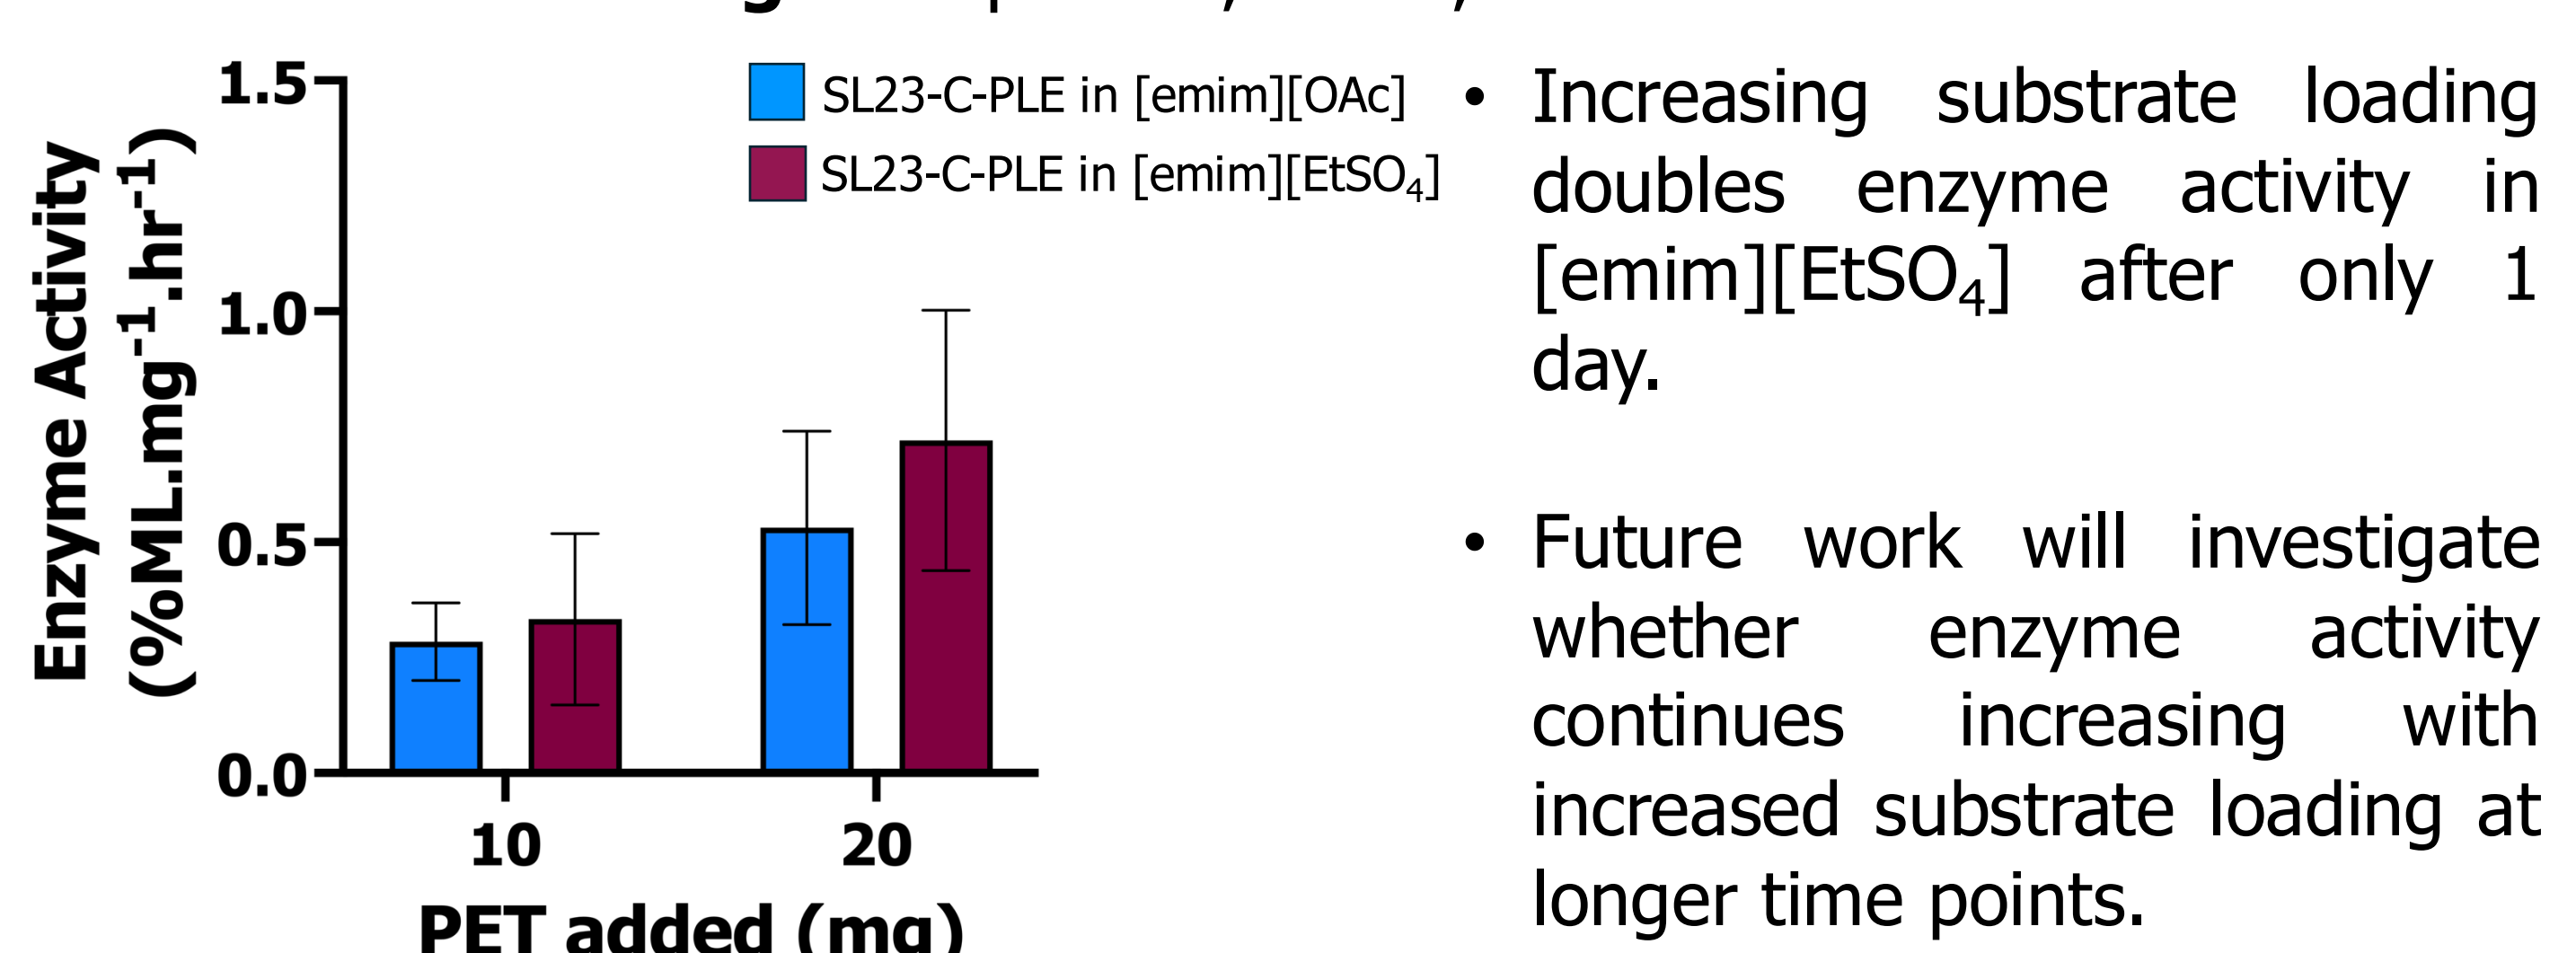 1.5
1.0
0.5
0.0
Enzyme Activity
(%ML.mg⁻¹.hr⁻¹)
SL23-C-PLE in [emim][OAc]
SL23-C-PLE in [emim][EtSO₄]
10
20
PET added (mg)
• Increasing substrate loading
doubles enzyme activity in
[emim][EtSO₄] after only 1
day.
• Future work will investigate
whether enzyme activity
continues increasing with
increased substrate loading at
longer time points.